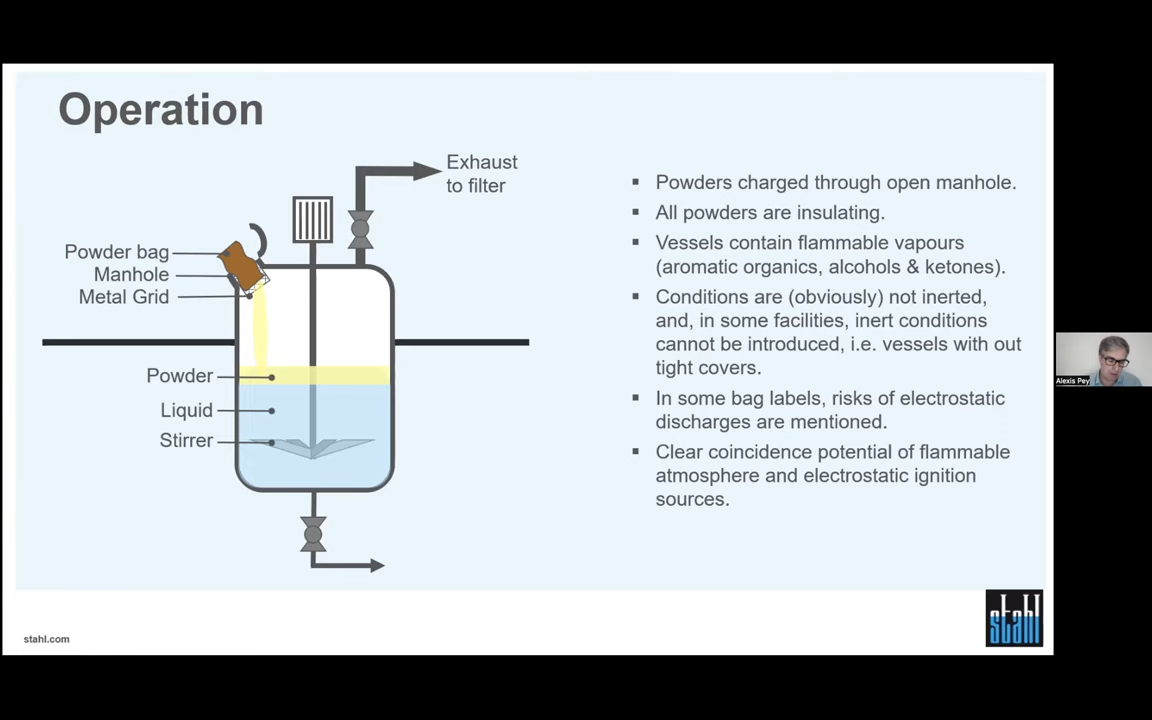 Operation
Exhaust
to filter
Powder bag
Manhole
Metal Grid
Powder
Liquid
Stirrer
▪ Powders charged through open manhole.
▪ All powders are insulating.
▪ Vessels contain flammable vapours
(aromatic organics, alcohols & ketones).
▪ Conditions are (obviously) not inerted,
and, in some facilities, inert conditions
cannot be introduced, i.e. vessels with out
tight covers.
▪ In some bag labels, risks of electrostatic
discharges are mentioned.
▪ Clear coincidence potential of flammable
atmosphere and electrostatic ignition
sources.
Alexis Pey
stahl.com
stahl